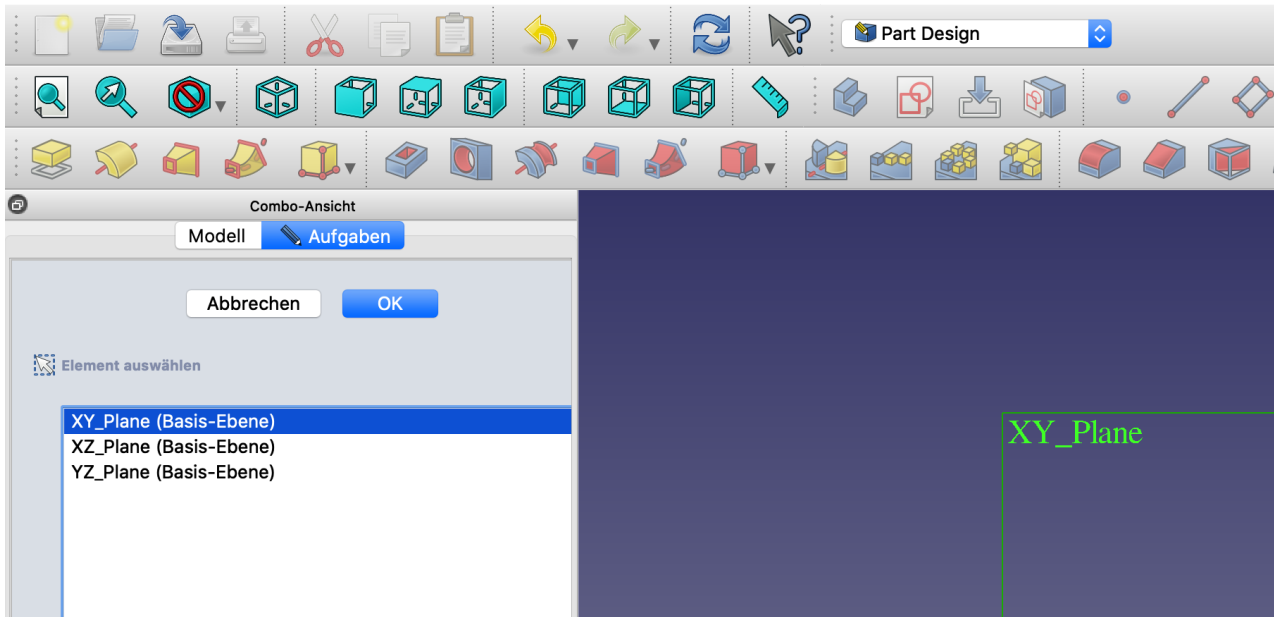 Part Design
Combo-Ansicht
Modell
Aufgaben
Abbrechen
OK
Element auswählen
XY_Plane (Basis-Ebene)
XZ_Plane (Basis-Ebene)
YZ_Plane (Basis-Ebene)
XY_Plane